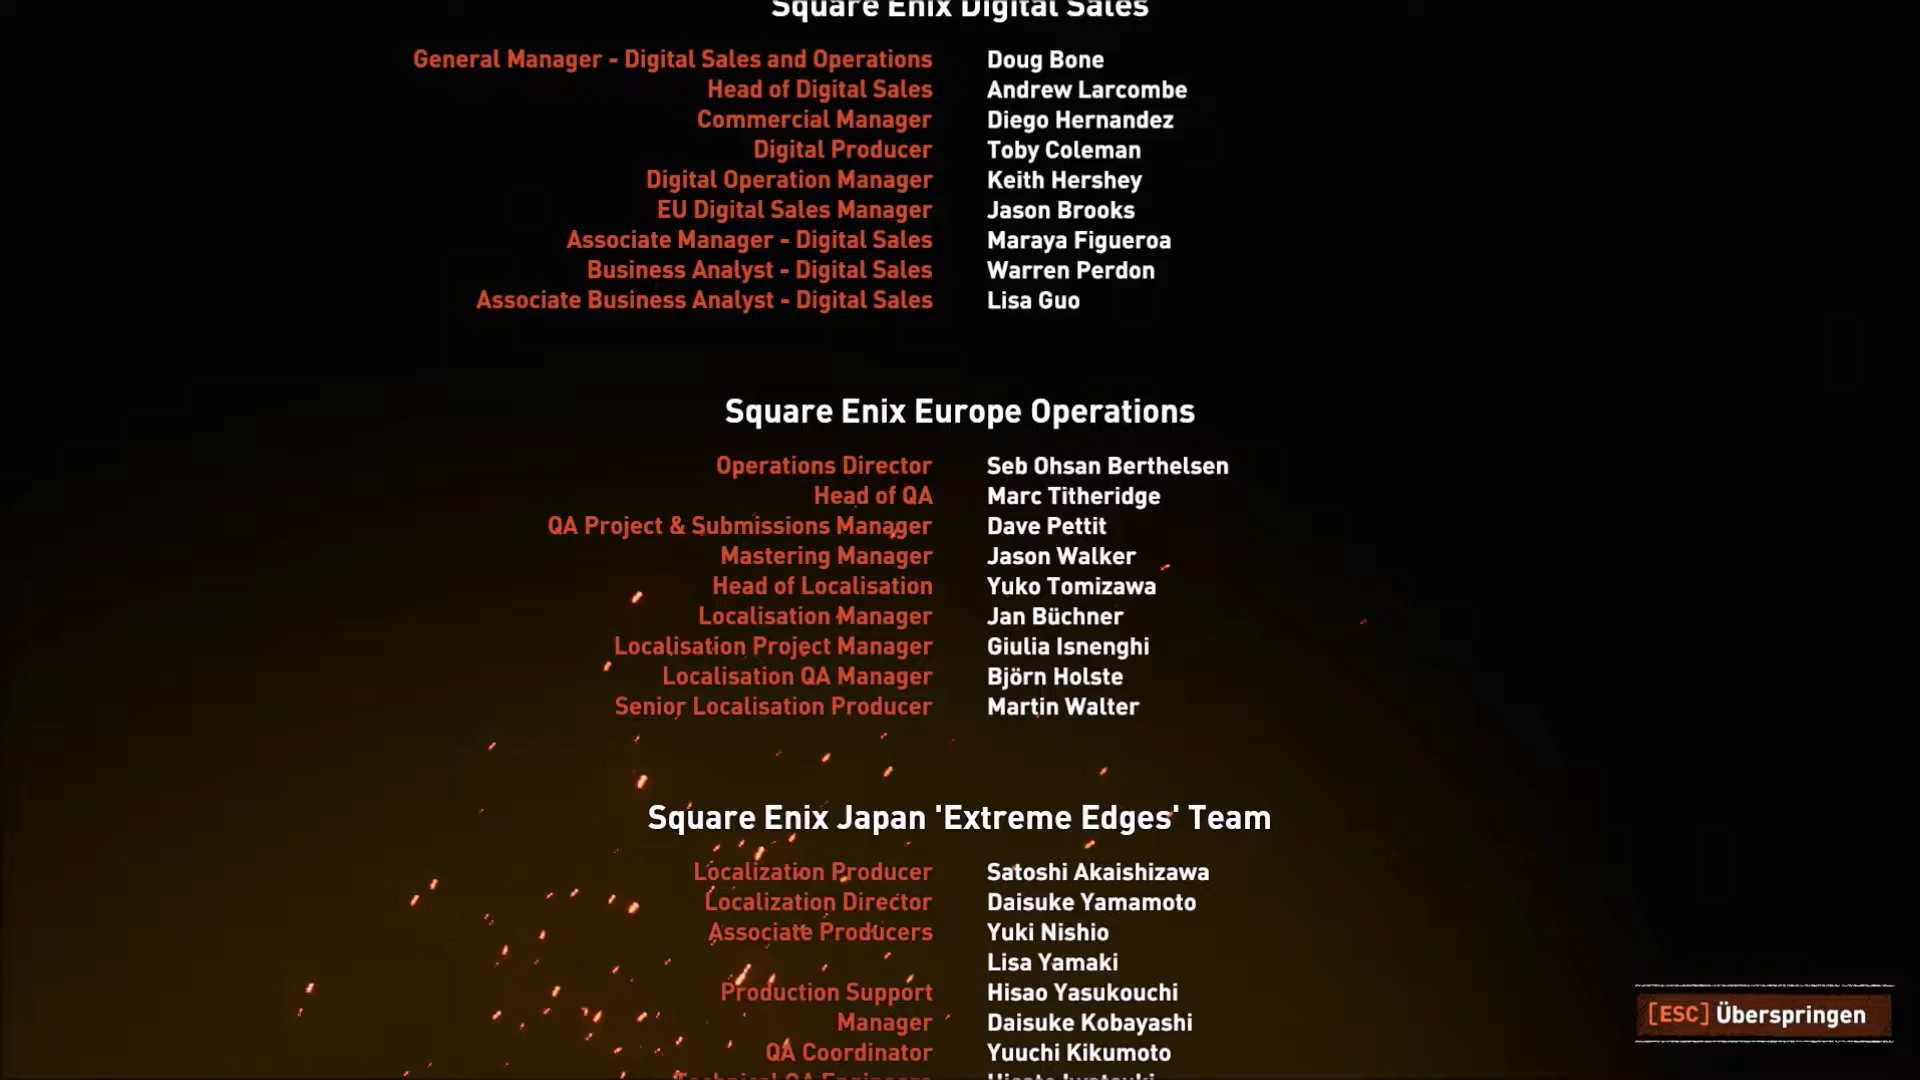 Square Enix Digital Sales
General Manager - Digital Sales and Operations Doug Bone
Head of Digital Sales Andrew Larcombe
Commercial Manager Diego Hernandez
Digital Producer Toby Coleman
Digital Operation Manager Keith Hershey
EU Digital Sales Manager Jason Brooks
Associate Manager - Digital Sales Maraya Figueroa
Business Analyst - Digital Sales Warren Perdon
Associate Business Analyst - Digital Sales Lisa Guo
Square Enix Europe Operations
Operations Director Seb Ohsan Berthelsen
Head of QA Marc Titheridge
QA Project & Submissions Manager Dave Pettit
Mastering Manager Jason Walker
Head of Localisation Yuko Tomizawa
Localisation Manager Jan Büchner
Localisation Project Manager Giulia Isnenghi
Localisation QA Manager Björn Holste
Senior Localisation Producer Martin Walter
Square Enix Japan 'Extreme Edges' Team
Localization Producer Satoshi Akaishizawa
Localization Director Daisuke Yamamoto
Associate Producers Yuki Nishio
Lisa Yamaki
Production Support Hisao Yasukouchi
Manager Daisuke Kobayashi
QA Coordinator Yuuchi Kikumoto
Technical QA Engineers
[ESC] Überspringen